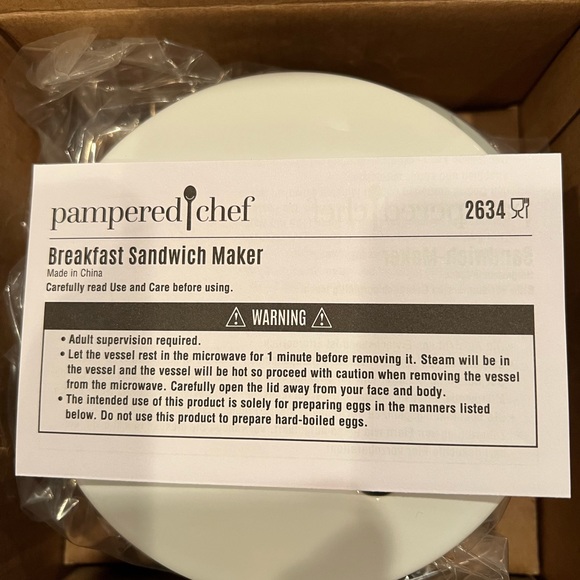 pampered chef
2634
Breakfast Sandwich Maker
Made in China
Carefully read Use and Care before using.
WARNING
• Adult supervision required.
• Let the vessel rest in the microwave for 1 minute before removing it. Steam will be in
the vessel and the vessel will be hot so proceed with caution when removing the vessel
from the microwave. Carefully open the lid away from your face and body.
• The intended use of this product is solely for preparing eggs in the manners listed
below. Do not use this product to prepare hard-boiled eggs.